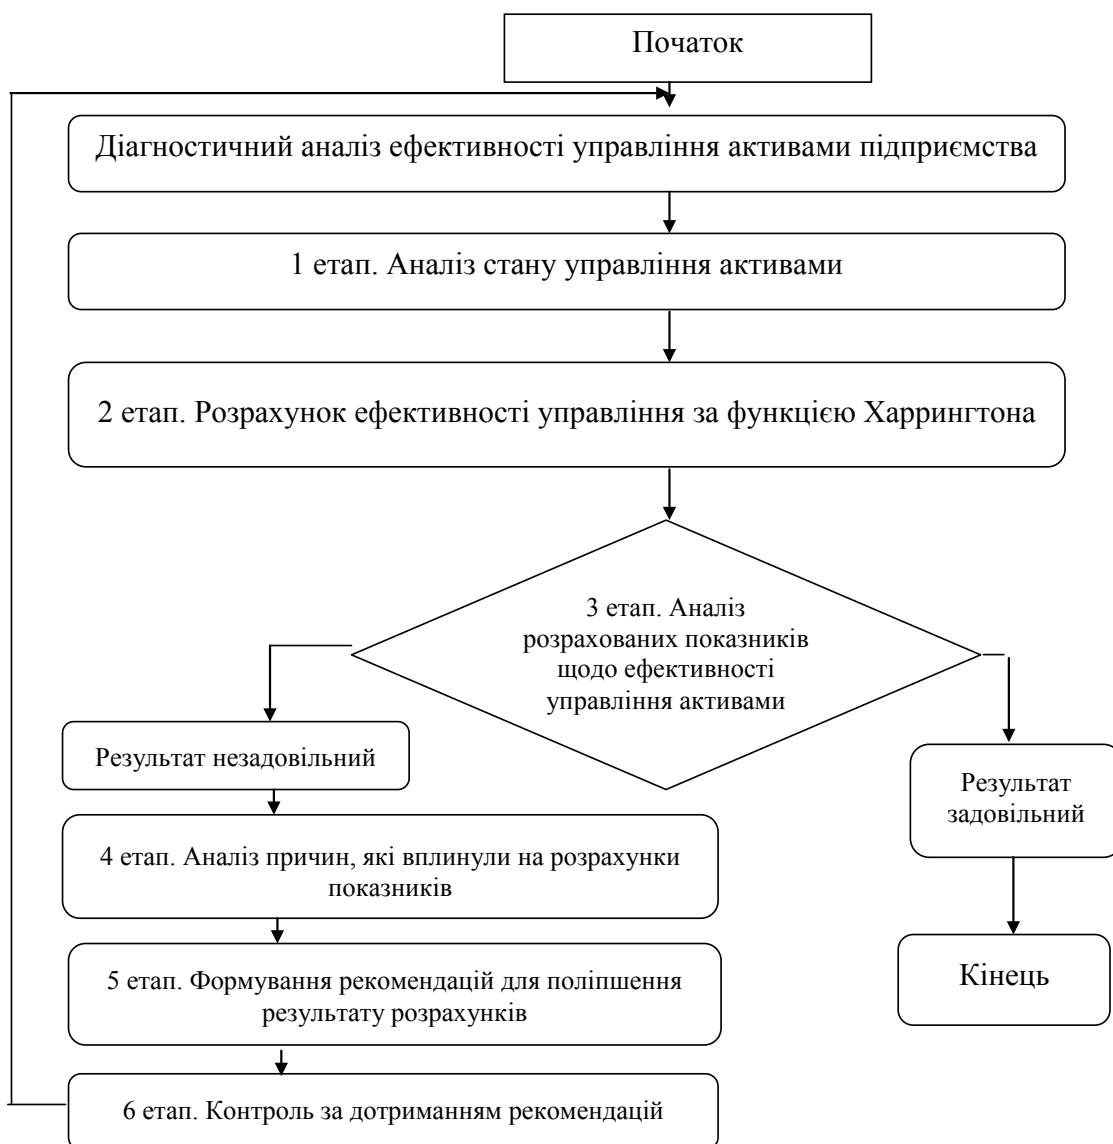 Початок
Діагностичний аналіз ефективності управління активами підприємства
1 етап. Аналіз стану управління активами
2 етап. Розрахунок ефективності управління за функцією Харрингтона
3 етап. Аналіз
розрахованих показників
щодо ефективності
управління активами
Результат незадовільний
Результат
задовільний
4 етап. Аналіз причин, які вплинули на розрахунки
показників
5 етап. Формування рекомендацій для поліпшення
результату розрахунків
Кінець
6 етап. Контроль за дотриманням рекомендацій